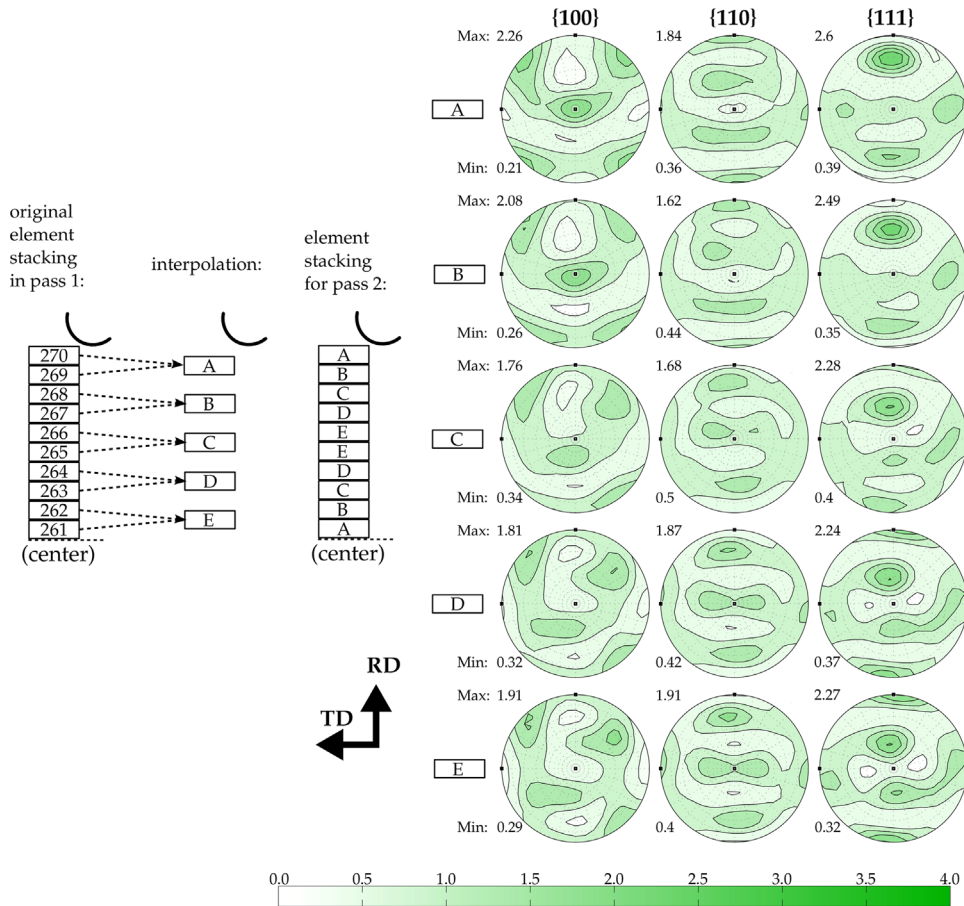 {100} {110} {111}
Max: 2.26 1.84 2.6
A
Min: 0.21 0.36 0.39
Max: 2.08 1.62 2.49
B
Min: 0.26 0.44 0.35
Max: 1.76 1.68 2.28
C
Min: 0.34 0.5 0.4
Max: 1.81 1.87 2.24
D
Min: 0.32 0.42 0.37
Max: 1.91 1.91 2.27
E
Min: 0.29 0.4 0.32
original
element
stacking
in pass 1:
270
269
268
267
266
265
264
263
262
261
(center)
interpolation:
A
B
C
D
E
element
stacking
for pass 2:
A
B
C
D
E
E
D
C
B
A
(center)
RD
TD
0.0 0.5 1.0 1.5 2.0 2.5 3.0 3.5 4.0